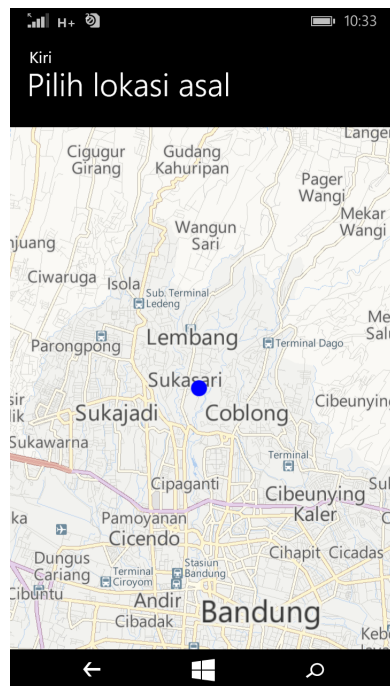 H+ 10:33
Kiri
Pilih lokasi asal
Cigugur
Girang
Gudang
Kahuripan
Pager
Wangi
Mekar
Wangi
Wangun
Sari
Ciwaruga
Isola
Sub. Terminal
Ledeng
Parongpong
Lembang
Terminal Dago
Sukasari
Sukajadi
Coblong
Sukawarna
Terminal
Cipaganti
Cibeunying
Kaler
Pamoyanan
Cicendo
Cihapit
Cicadas
Dungus
Cariang
Terminal
Ciroyom
Stasiun
Bandung
Cibuntu
Andir
Cibadak
Bandung